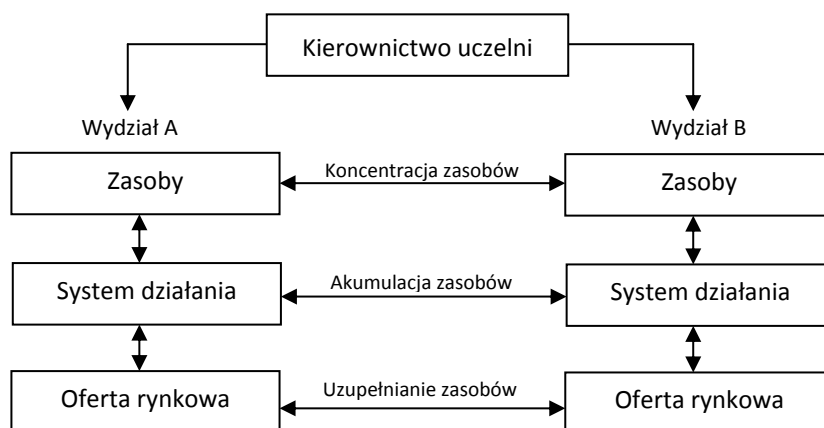 Kierownictwo uczelni
Wydział A
Wydział B
Zasoby
Koncentracja zasobów
Zasoby
System działania
Akumulacja zasobów
System działania
Oferta rynkowa
Uzupełnianie zasobów
Oferta rynkowa